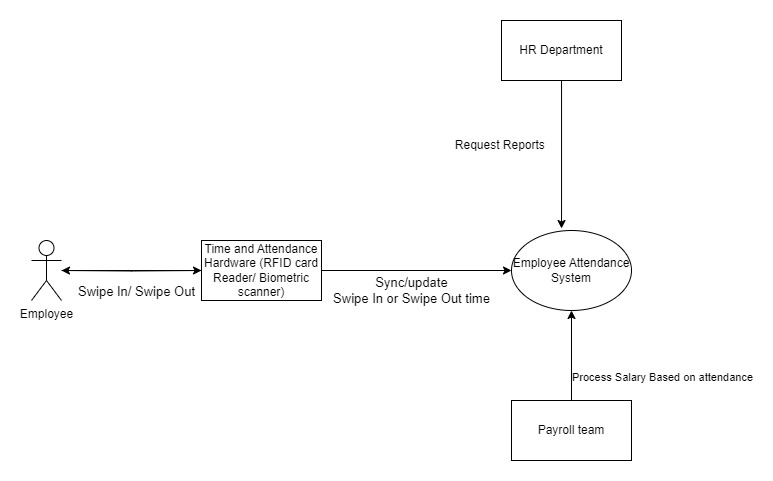 HR Department
Request Reports
Time and Attendance
Hardware (RFID card
Reader/ Biometric
scanner)
Employee Attendance
System
Swipe In/ Swipe Out
Sync/update
Swipe In or Swipe Out time
Employee
Process Salary Based on attendance
Payroll team